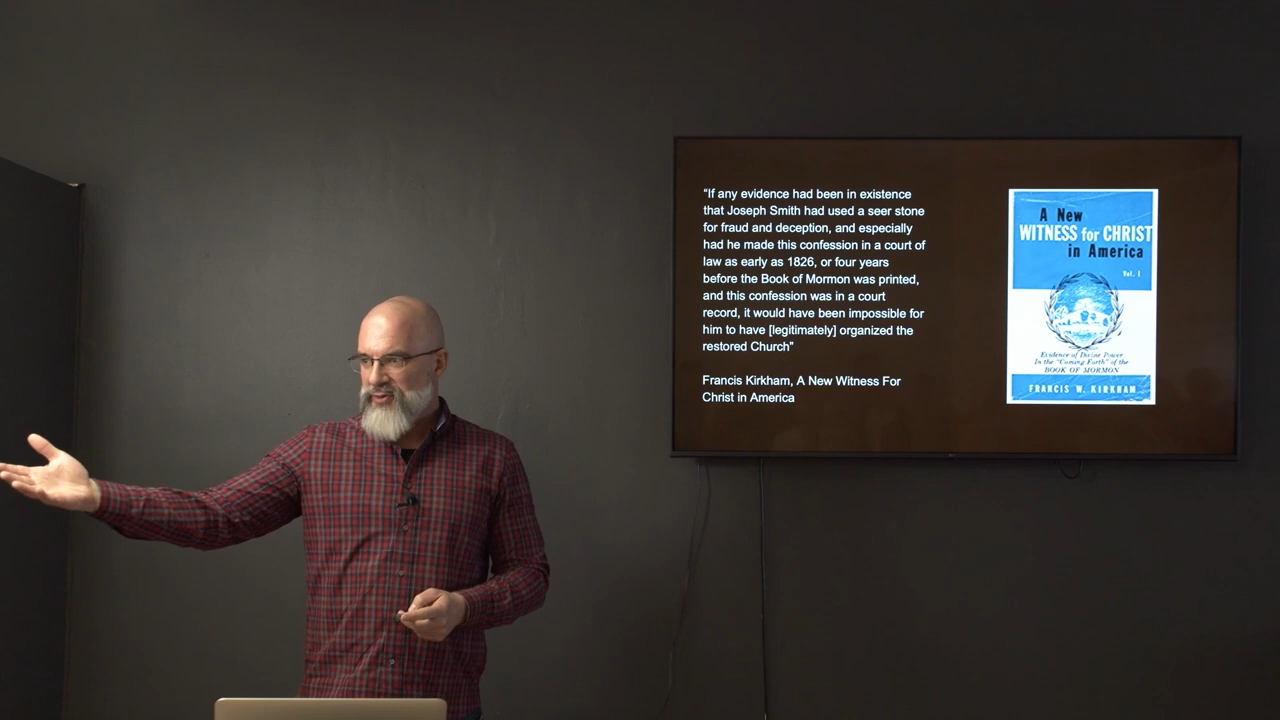 “If any evidence had been in existence
that Joseph Smith had used a seer stone
for fraud and deception, and especially
had he made this confession in a court of
law as early as 1826, or four years
before the Book of Mormon was printed,
and this confession was in a court
record, it would have been impossible for
him to have [legitimately] organized the
restored Church”
Francis Kirkham, A New Witness For
Christ in America
A New
WITNESS for CHRIST
in America
Vol. I
Evidence of Divine Power
In the "Coming Forth" of the
BOOK OF MORMON
FRANCIS W. KIRKHAM